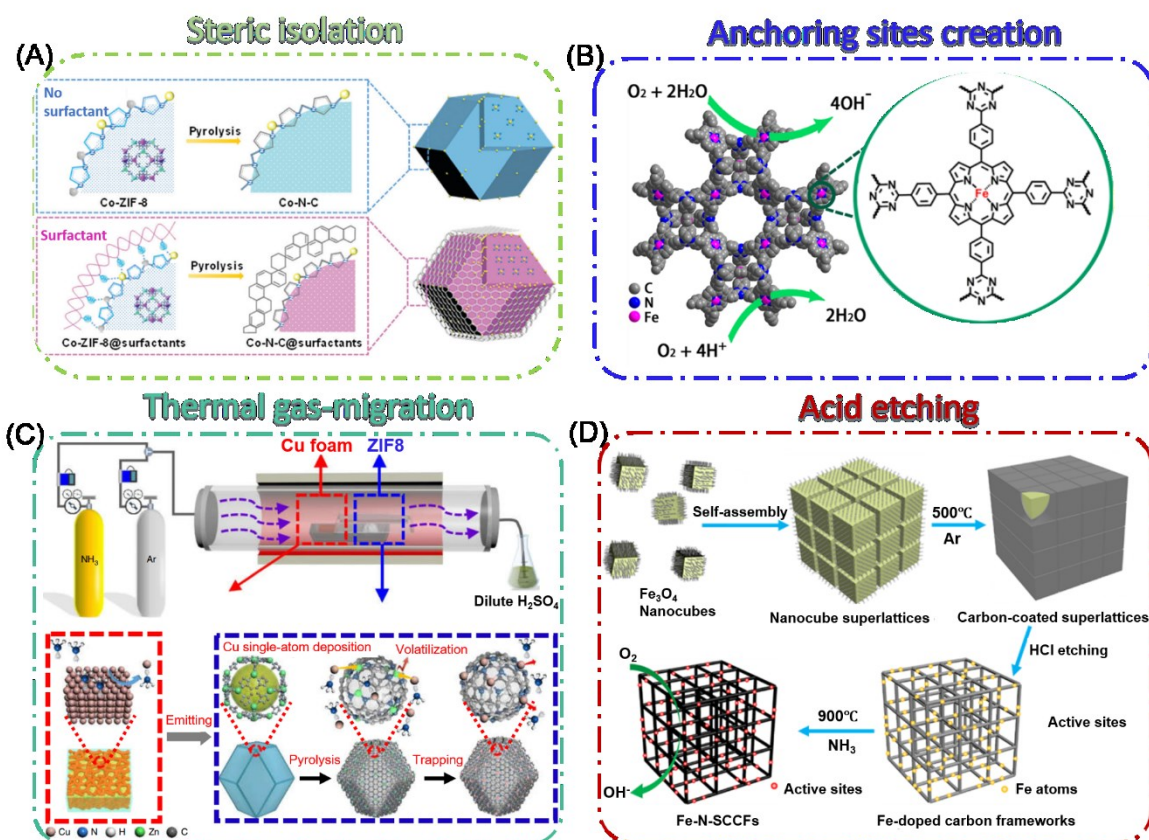 Steric isolation
(A)
No
surfactant
Pyrolysis
Co-ZIF-8
Co-N-C
Surfactant
Pyrolysis
Co-ZIF-8@surfactants
Co-N-C@surfactants
Anchoring sites creation
(B)
O₂ + 2H₂O
4OH⁻
C
N
Fe
2H₂O
O₂ + 4H⁺
N
N
N
N
N
N
N
Fe
N
N
N
N
N
N
N
N
N
Thermal gas-migration
(C)
Cu foam
ZIF8
NH₃
Ar
Dilute H₂SO₄
Cu single-atom deposition
Volatilization
Emitting
Pyrolysis
Trapping
Cu
N
H
Zn
C
Acid etching
(D)
Self-assembly
500℃
Ar
Fe₃O₄
Nanocubes
Nanocube superlattices
Carbon-coated superlattices
HCl etching
O₂
900℃
NH₃
Active sites
OH⁻
Active sites
Fe atoms
Fe-N-SCCFs
Fe-doped carbon frameworks